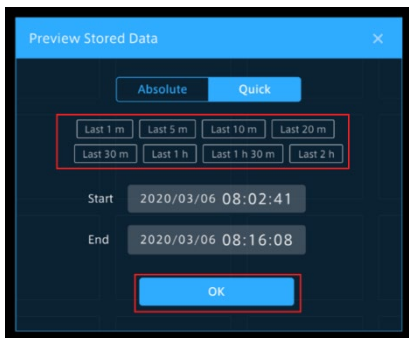 Preview Stored Data ×
Absolute Quick
Last 1 m Last 5 m Last 10 m Last 20 m
Last 30 m Last 1 h Last 1 h 30 m Last 2 h
Start 2020/03/06 08:02:41
End 2020/03/06 08:16:08
OK